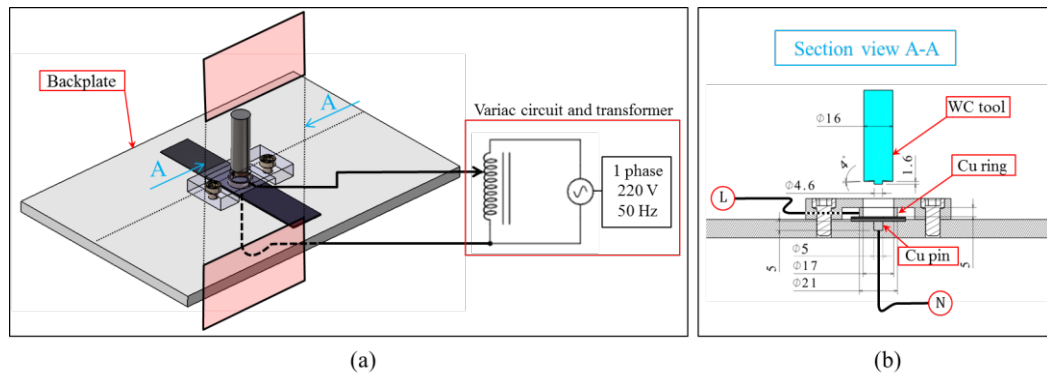 Backplate
A
A
Variac circuit and transformer
1 phase
220 V
50 Hz
(a)
Section view A-A
WC tool
Φ16
4°
1.6
Cu ring
Φ4.6
L
Φ5
Cu pin
Φ17
5
5
Φ21
N
(b)